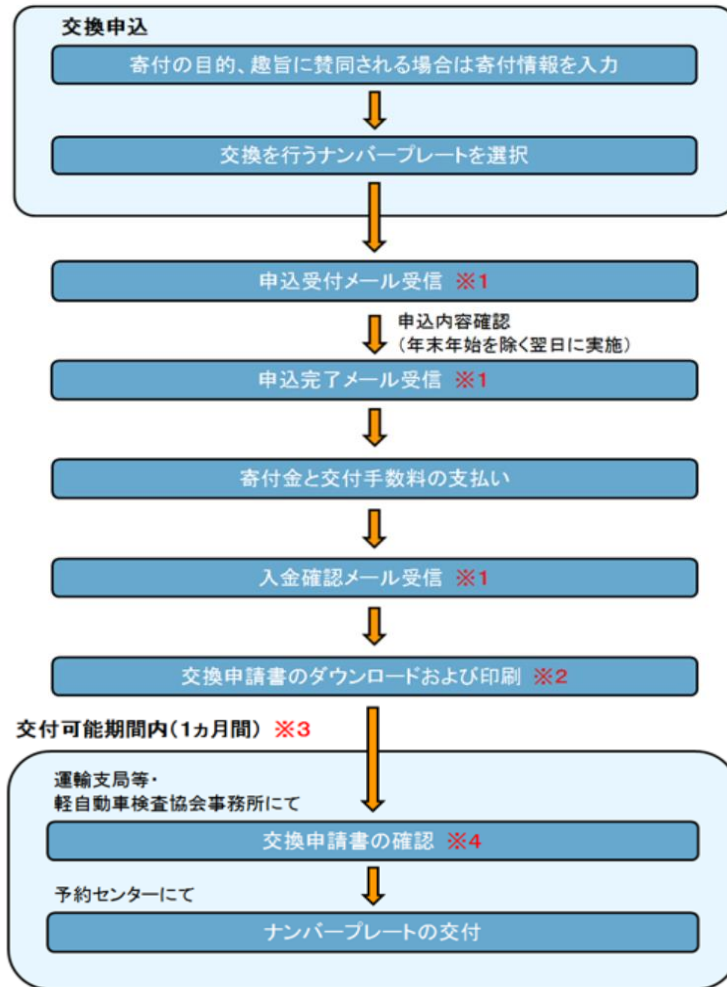 交換申込
寄付の目的、趣旨に賛同される場合は寄付情報を入力
交換を行うナンバープレートを選択
申込受付メール受信 ※1
申込内容確認
（年末年始を除く翌日に実施）
申込完了メール受信 ※1
寄付金と交付手数料の支払い
入金確認メール受信 ※1
交換申請書のダウンロードおよび印刷 ※2
交付可能期間内（1ヵ月間） ※3
運輸支局等・
軽自動車検査協会事務所にて
交換申請書の確認 ※4
予約センターにて
ナンバープレートの交付